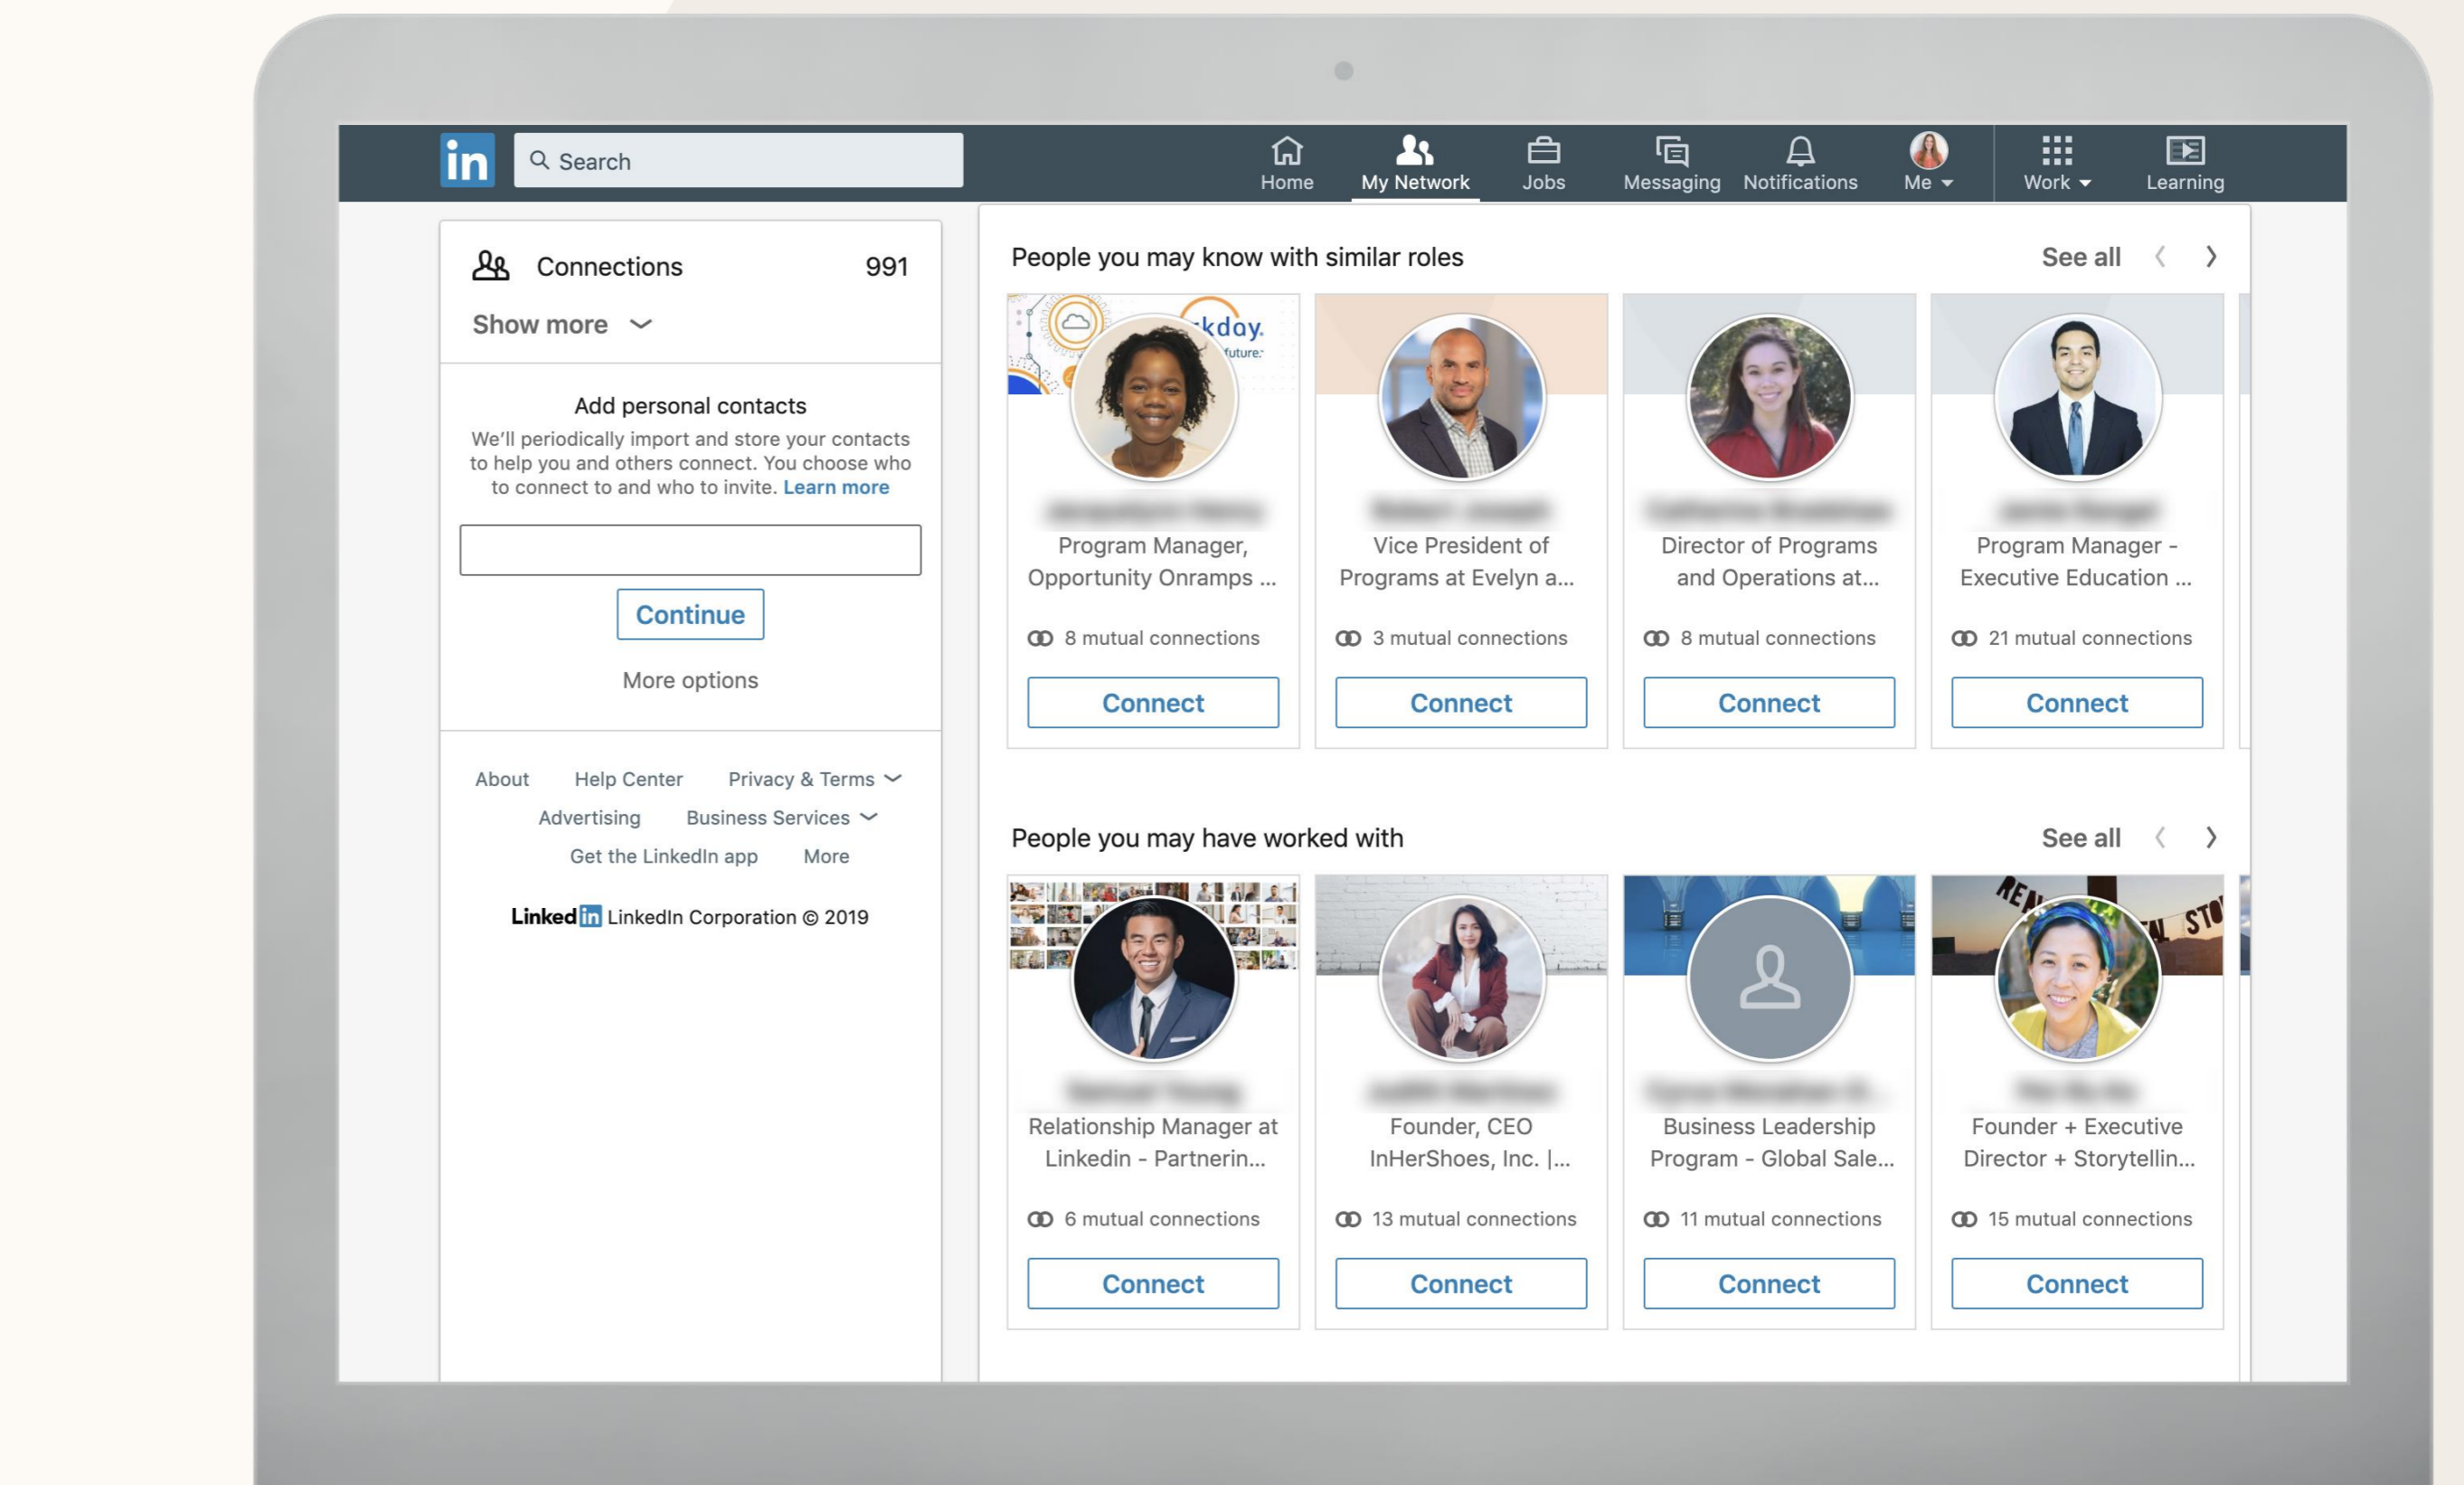 in
Search
Home
My Network
Jobs
Messaging
Notifications
Me
Work
Learning
Connections
991
Show more
Add personal contacts
We'll periodically import and store your contacts
to help you and others connect. You choose who
to connect to and who to invite. Learn more
Continue
More options
About
Help Center
Privacy & Terms
Advertising
Business Services
Get the LinkedIn app
More
Linked in LinkedIn Corporation © 2019
People you may know with similar roles
See all
kday.
future.
Program Manager,
Opportunity Onramps ...
8 mutual connections
Connect
Vice President of
Programs at Evelyn a...
3 mutual connections
Connect
Director of Programs
and Operations at...
8 mutual connections
Connect
Program Manager -
Executive Education ...
21 mutual connections
Connect
People you may have worked with
See all
Relationship Manager at
Linkedin - Partnerin...
6 mutual connections
Connect
Founder, CEO
InHerShoes, Inc. |...
13 mutual connections
Connect
Business Leadership
Program - Global Sale...
11 mutual connections
Connect
Founder + Executive
Director + Storytellin...
15 mutual connections
Connect